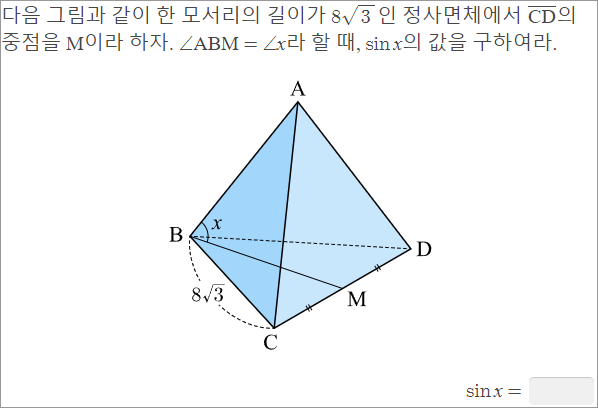 다음 그림과 같이 한 모서리의 길이가 8√3 인 정사면체에서 C̅D̅의
중점을 M이라 하자. ∠ABM = ∠x라 할 때, sin x의 값을 구하여라.
A
B
x
D
8√3
M
C
sin x =